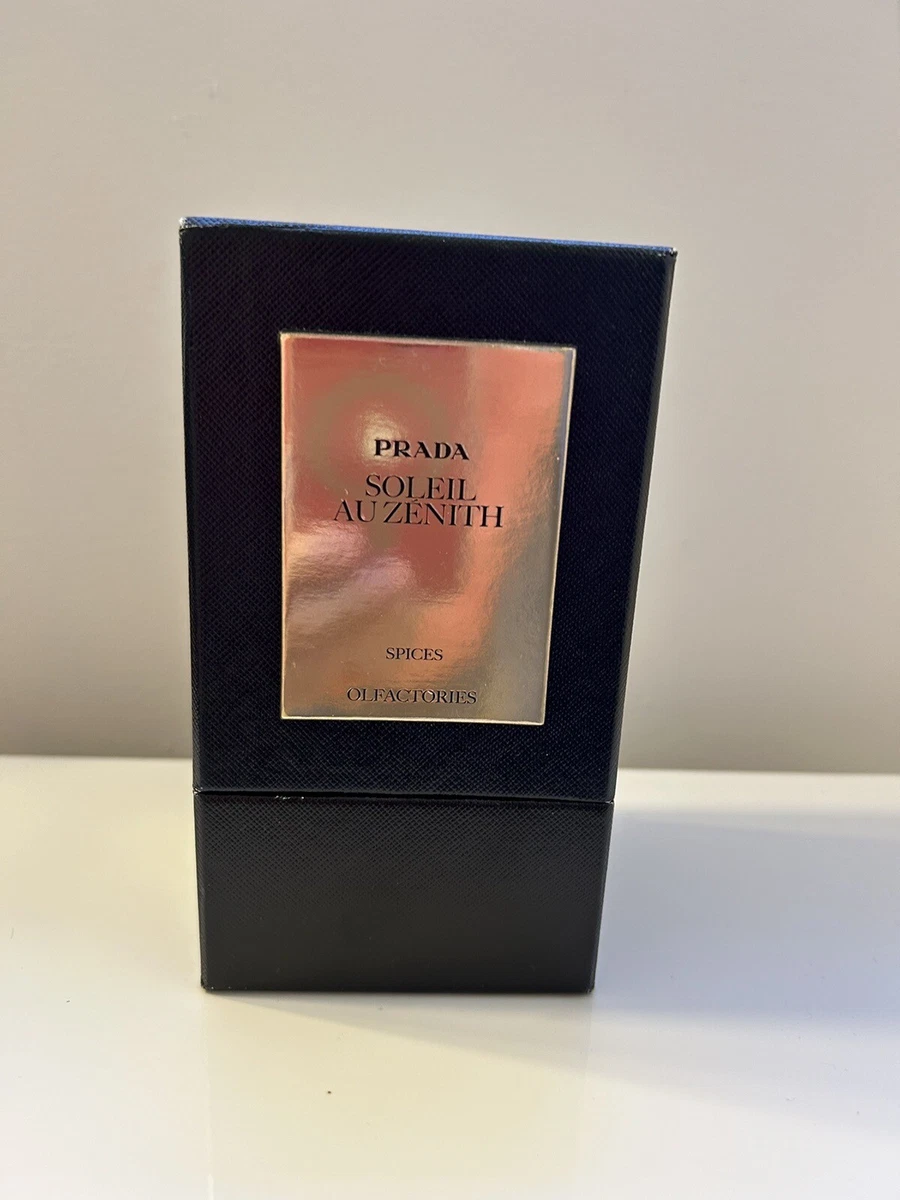 PRADA
SOLEIL
AU ZÉNITH
SPICES
OLFACTORIES